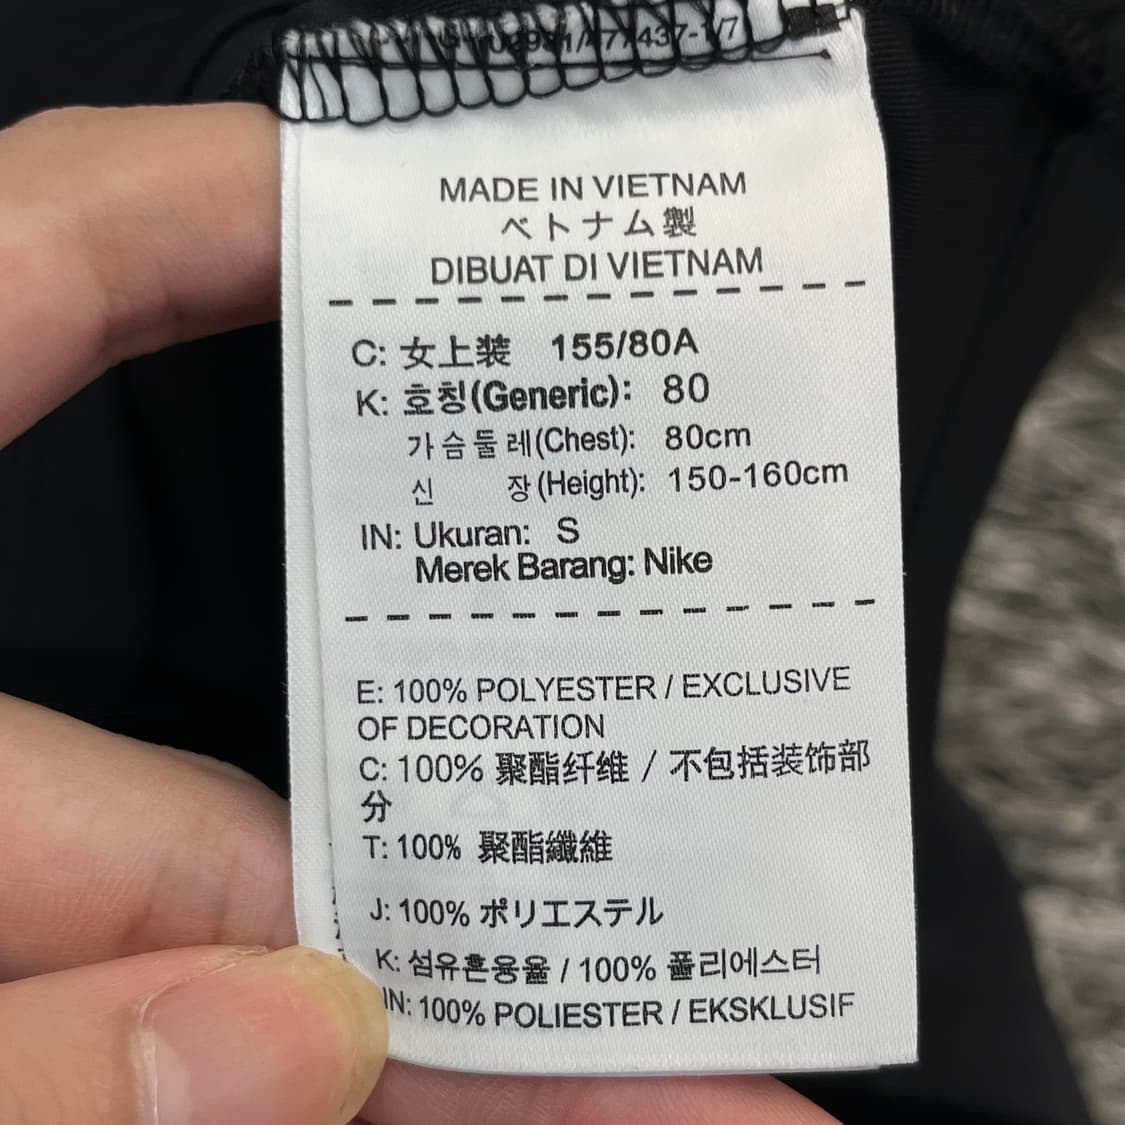 MADE IN VIETNAM
ベトナム製
DIBUAT DI VIETNAM
C: 女上装 155/80A
K: 호칭(Generic): 80
가슴둘레(Chest): 80cm
신 장(Height): 150-160cm
IN: Ukuran: S
Merek Barang: Nike
E: 100% POLYESTER / EXCLUSIVE
OF DECORATION
C: 100% 聚酯纤维 / 不包括装饰部
分
T: 100% 聚酯纖維
J: 100% ポリエステル
K: 섬유혼용율 / 100% 폴리에스터
IN: 100% POLIESTER / EKSKLUSIF